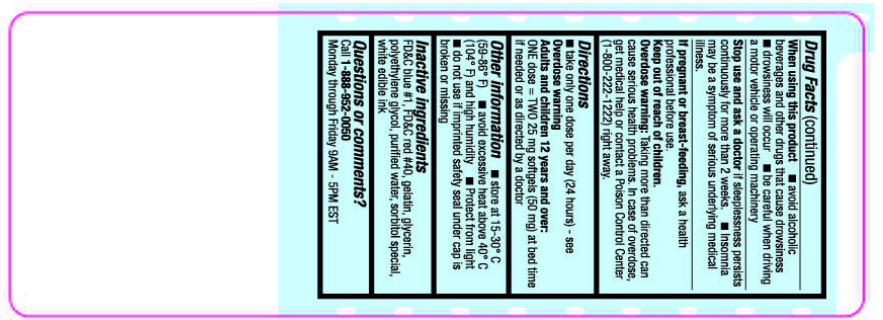 Drug Facts (continued)
When using this product ■ avoid alcoholic
beverages and other drugs that cause drowsiness
■ drowsiness will occur ■ be careful when driving
a motor vehicle or operating machinery
Stop use and ask a doctor if sleeplessness persists
continuously for more than 2 weeks. ■ Insomnia
may be a symptom of serious underlying medical
illness.
If pregnant or breast-feeding, ask a health
professional before use.
Keep out of reach of children.
Overdose warning: Taking more than directed can
cause serious health problems. In case of overdose,
get medical help or contact a Poison Control Center
(1-800-222-1222) right away.
Directions
■ take only one dose per day (24 hours) - see
Overdose warning
Adults and children 12 years and over:
ONE dose = TWO 25 mg softgels (50 mg) at bed time
if needed or as directed by a doctor
Other information ■ store at 15-30° C
(59-86° F) ■ avoid excessive heat above 40° C
(104° F) and high humidity ■ Protect from light
■ do not use if imprinted safety seal under cap is
broken or missing
Inactive ingredients
FD&C blue #1, FD&C red #40, gelatin, glycerin,
polyethylene glycol, purified water, sorbitol special,
white edible ink
Questions or comments?
Call 1-888-952-0050
Monday through Friday 9AM - 5PM EST